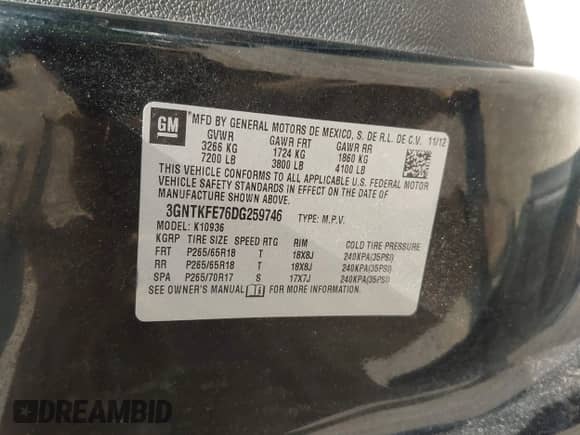 GM
MFD BY GENERAL MOTORS DE MEXICO, S. DE R.L. DE C.V. 11/12
GVWR GAWR FRT GAWR RR
3266 KG 1724 KG 1860 KG
7200 LB 3800 LB 4100 LB
THIS VEHICLE CONFORMS TO ALL APPLICABLE U.S. FEDERAL MOTOR
VEHICLE SAFETY STANDARDS IN EFFECT ON THE DATE OF
MANUFACTURE SHOWN ABOVE.
3GNTKFE76DG259746 TYPE: M.P.V.
MODEL: K10936
KGRP TIRE SIZE SPEED RTG RIM COLD TIRE PRESSURE
FRT P265/65R18 T 18X8J 240KPA(35PSI)
RR P265/65R18 T 18X8J 240KPA(35PSI)
SPA P265/70R17 S 17X7J 240KPA(35PSI)
SEE OWNER'S MANUAL FOR MORE INFORMATION.
DREAMBID